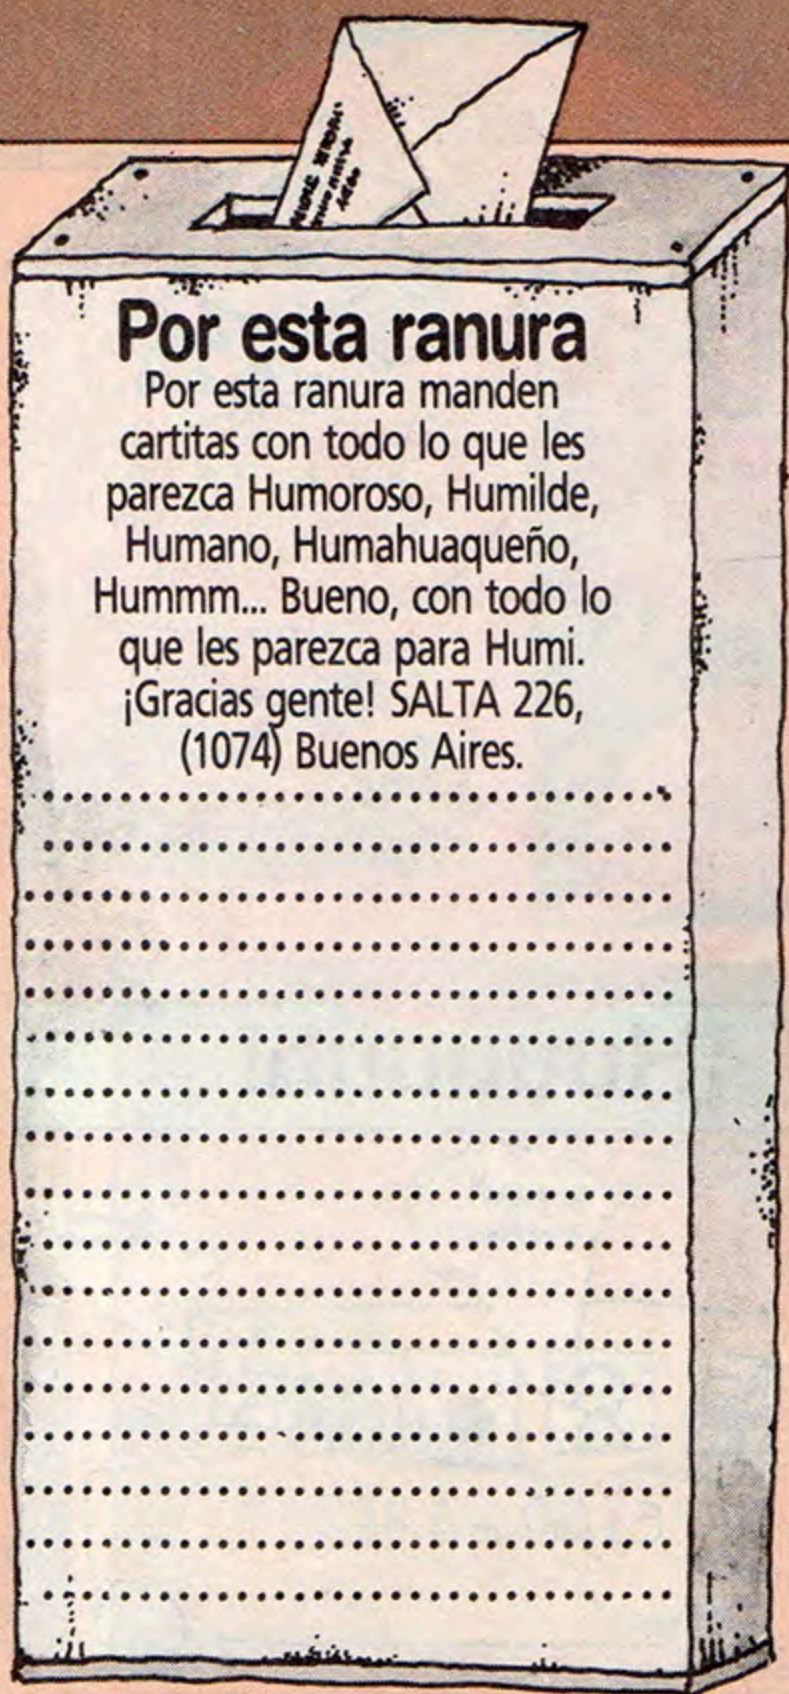 Por esta ranura
Por esta ranura manden
cartitas con todo lo que les
parezca Humoroso, Humilde,
Humano, Humahuaqueño,
Hummm... Bueno, con todo lo
que les parezca para Humi.
¡Gracias gente! SALTA 226,
(1074) Buenos Aires.